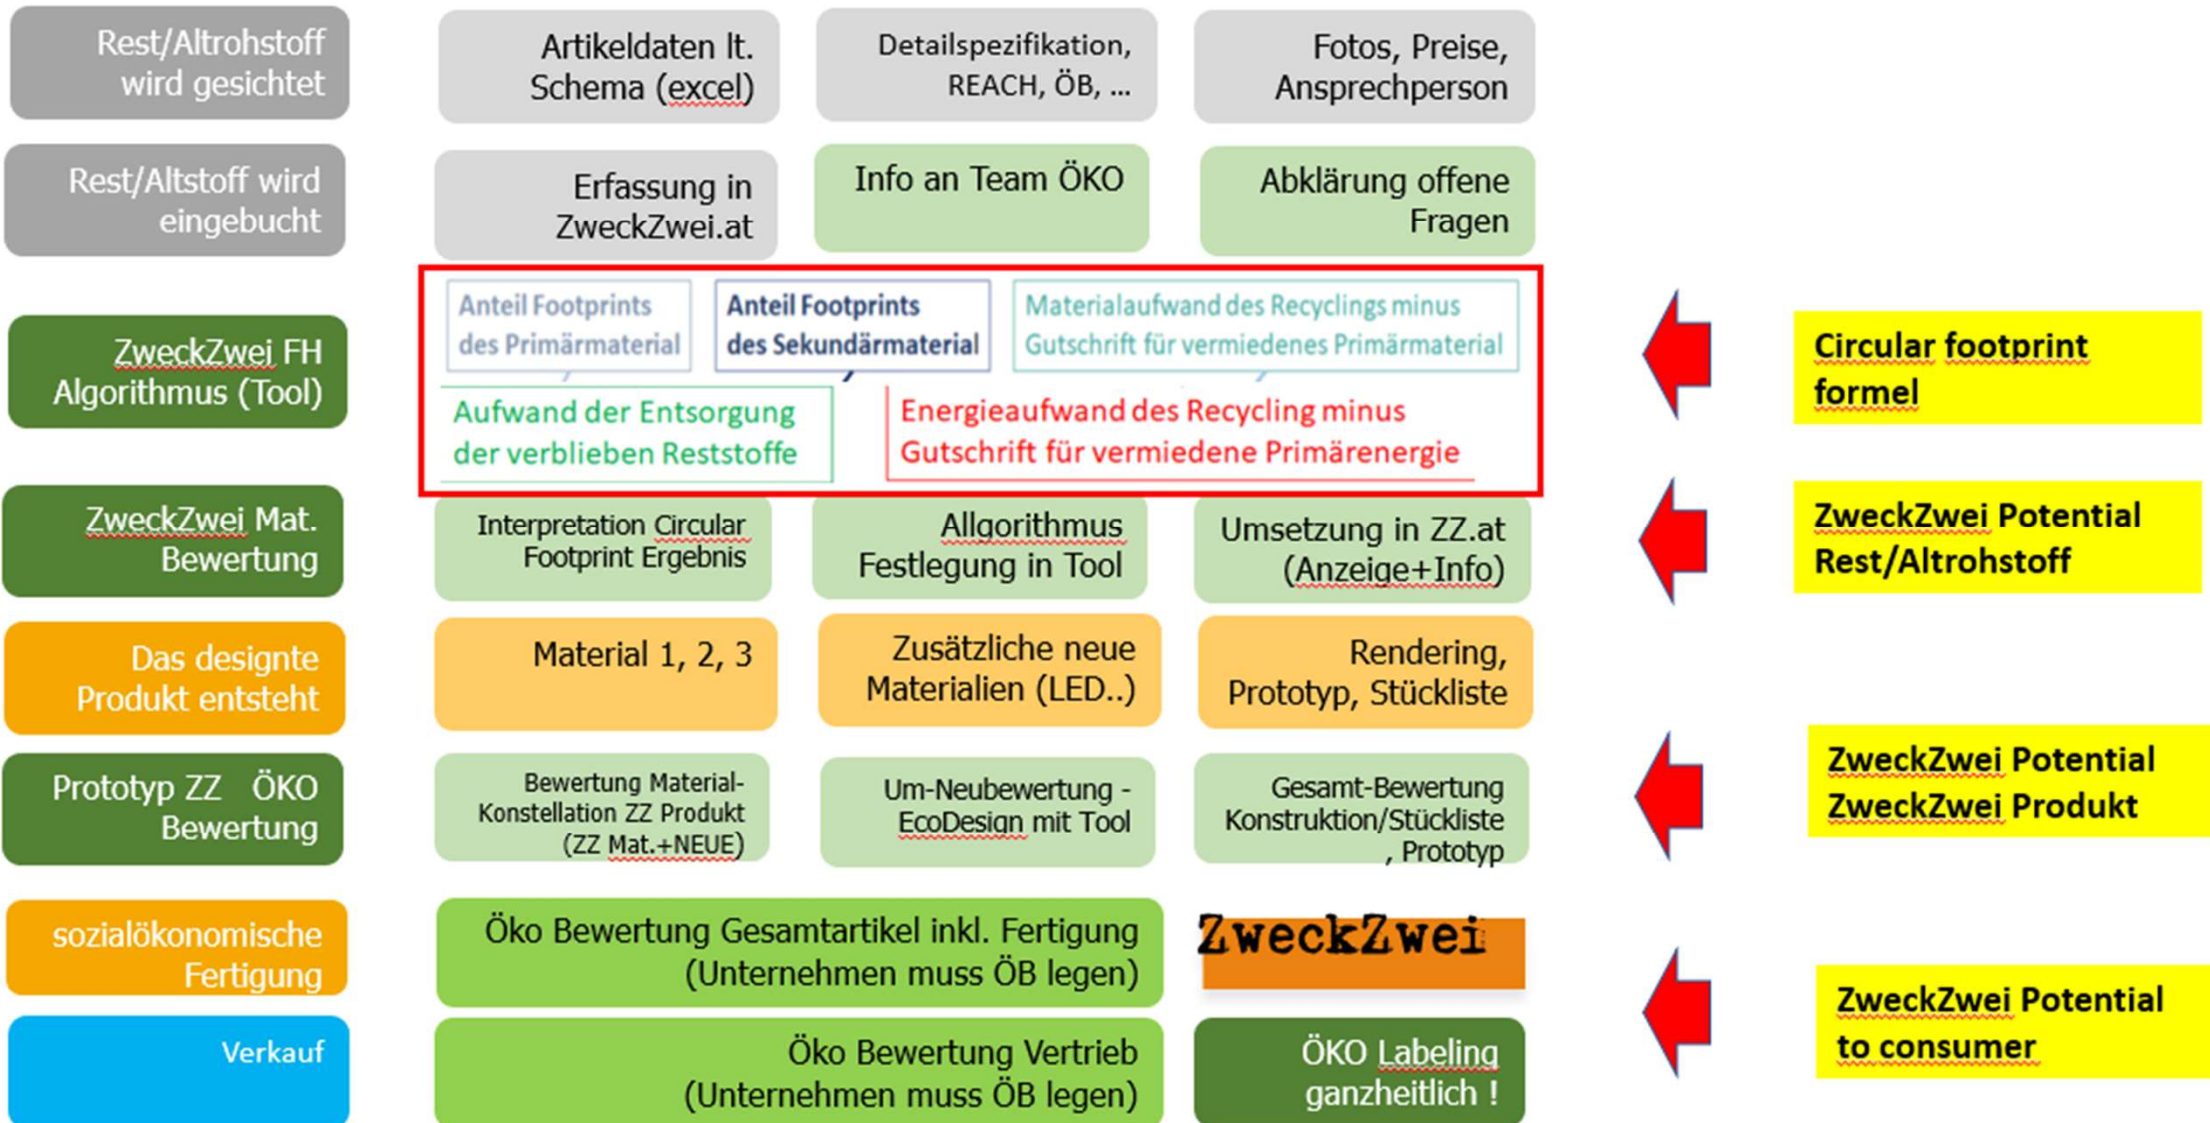 Rest/Altrohstoff
wird gesichtet
Artikeldaten lt.
Schema (excel)
Detailspezifikation,
REACH, ÖB, ...
Fotos, Preise,
Ansprechperson
Rest/Altstoff wird
eingebucht
Erfassung in
ZweckZwei.at
Info an Team ÖKO
Abklärung offene
Fragen
ZweckZwei FH
Algorithmus (Tool)
Anteil Footprints
des Primärmaterial
Anteil Footprints
des Sekundärmaterial
Materialaufwand des Recyclings minus
Gutschrift für vermiedenes Primärmaterial
Aufwand der Entsorgung
der verblieben Reststoffe
Energieaufwand des Recycling minus
Gutschrift für vermiedene Primärenergie
Circular footprint
formel
ZweckZwei Mat.
Bewertung
Interpretation Circular
Footprint Ergebnis
Allgorithmus
Festlegung in Tool
Umsetzung in ZZ.at
(Anzeige+Info)
ZweckZwei Potential
Rest/Altrohstoff
Das designte
Produkt entsteht
Material 1, 2, 3
Zusätzliche neue
Materialien (LED..)
Rendering,
Prototyp, Stückliste
Prototyp ZZ ÖKO
Bewertung
Bewertung Material-
Konstellation ZZ Produkt
(ZZ Mat.+NEUE)
Um-Neubewertung -
EcoDesign mit Tool
Gesamt-Bewertung
Konstruktion/Stückliste
, Prototyp
ZweckZwei Potential
ZweckZwei Produkt
sozialökonomische
Fertigung
Öko Bewertung Gesamtartikel inkl. Fertigung
(Unternehmen muss ÖB legen)
ZweckZwei
Verkauf
Öko Bewertung Vertrieb
(Unternehmen muss ÖB legen)
ÖKO Labeling
ganzheitlich !
ZweckZwei Potential
to consumer